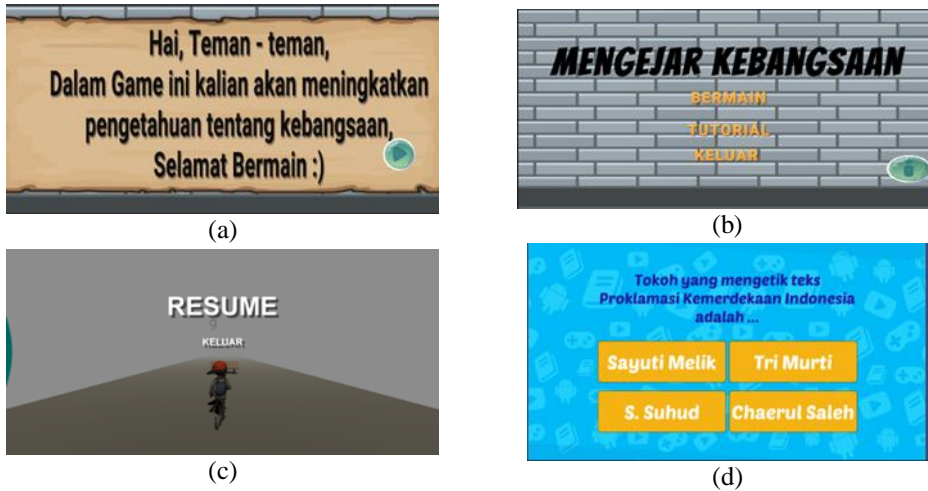 Hai, Teman - teman,
Dalam Game ini kalian akan meningkatkan
pengetahuan tentang kebangsaan,
Selamat Bermain :)
(a)
MENGEJAR KEBANGSAAN
BERMAIN
TUTORIAL
KELUAR
(b)
RESUME
9
KELUAR
(c)
Tokoh yang mengetik teks
Proklamasi Kemerdekaan Indonesia
adalah ...
Sayuti Melik
Tri Murti
S. Suhud
Chaerul Saleh
(d)